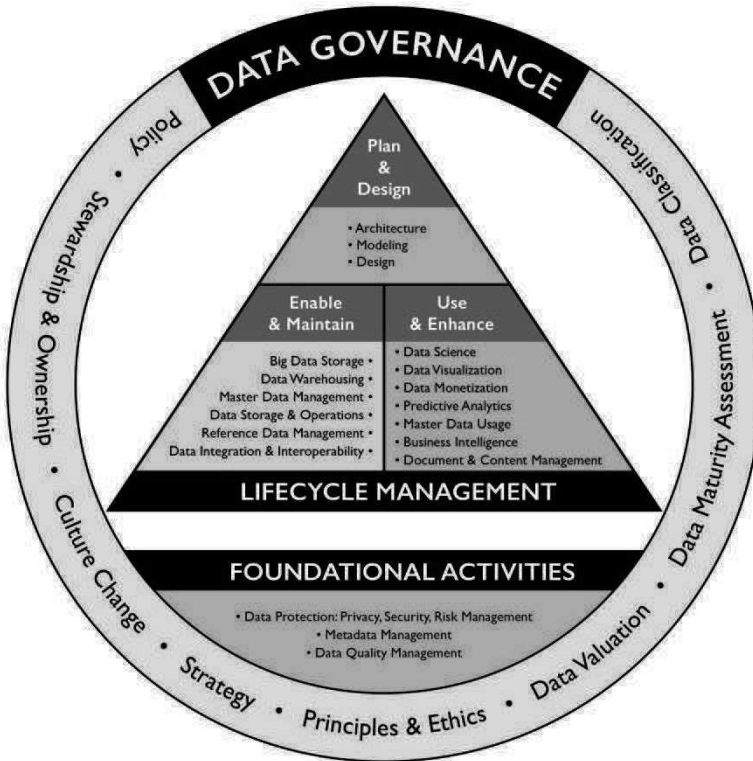 DATA GOVERNANCE
Policy • Stewardship & Ownership • Culture Change • Strategy • Principles & Ethics • Data Valuation • Data Maturity Assessment • Data Classification
Plan
&
Design
• Architecture
• Modeling
• Design
Enable
& Maintain
Big Data Storage •
Data Warehousing •
Master Data Management •
Data Storage & Operations •
Reference Data Management •
Data Integration & Interoperability •
Use
& Enhance
• Data Science
• Data Visualization
• Data Monetization
• Predictive Analytics
• Master Data Usage
• Business Intelligence
• Document & Content Management
LIFECYCLE MANAGEMENT
FOUNDATIONAL ACTIVITIES
• Data Protection: Privacy, Security, Risk Management
• Metadata Management
• Data Quality Management